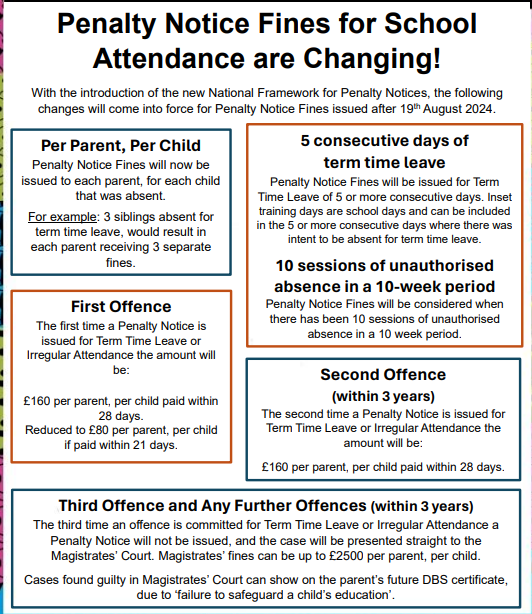 Penalty Notice Fines for School
Attendance are Changing!
With the introduction of the new National Framework for Penalty Notices, the following
changes will come into force for Penalty Notice Fines issued after 19th August 2024.
Per Parent, Per Child
Penalty Notice Fines will now be
issued to each parent, for each child
that was absent.
For example: 3 siblings absent for
term time leave, would result in
each parent receiving 3 separate
fines.
5 consecutive days of
term time leave
Penalty Notice Fines will be issued for Term
Time Leave of 5 or more consecutive days. Inset
training days are school days and can be included
in the 5 or more consecutive days where there was
intent to be absent for term time leave.
10 sessions of unauthorised
absence in a 10-week period
Penalty Notice Fines will be considered when
there has been 10 sessions of unauthorised
absence in a 10 week period.
First Offence
The first time a Penalty Notice is
issued for Term Time Leave or
Irregular Attendance the amount will
be:
£160 per parent, per child paid within
28 days.
Reduced to £80 per parent, per child
if paid within 21 days.
Second Offence
(within 3 years)
The second time a Penalty Notice is issued for
Term Time Leave or Irregular Attendance the
amount will be:
£160 per parent, per child paid within 28 days.
Third Offence and Any Further Offences (within 3 years)
The third time an offence is committed for Term Time Leave or Irregular Attendance a
Penalty Notice will not be issued, and the case will be presented straight to the
Magistrates' Court. Magistrates' fines can be up to £2500 per parent, per child.
Cases found guilty in Magistrates' Court can show on the parent's future DBS certificate,
due to 'failure to safeguard a child's education'.